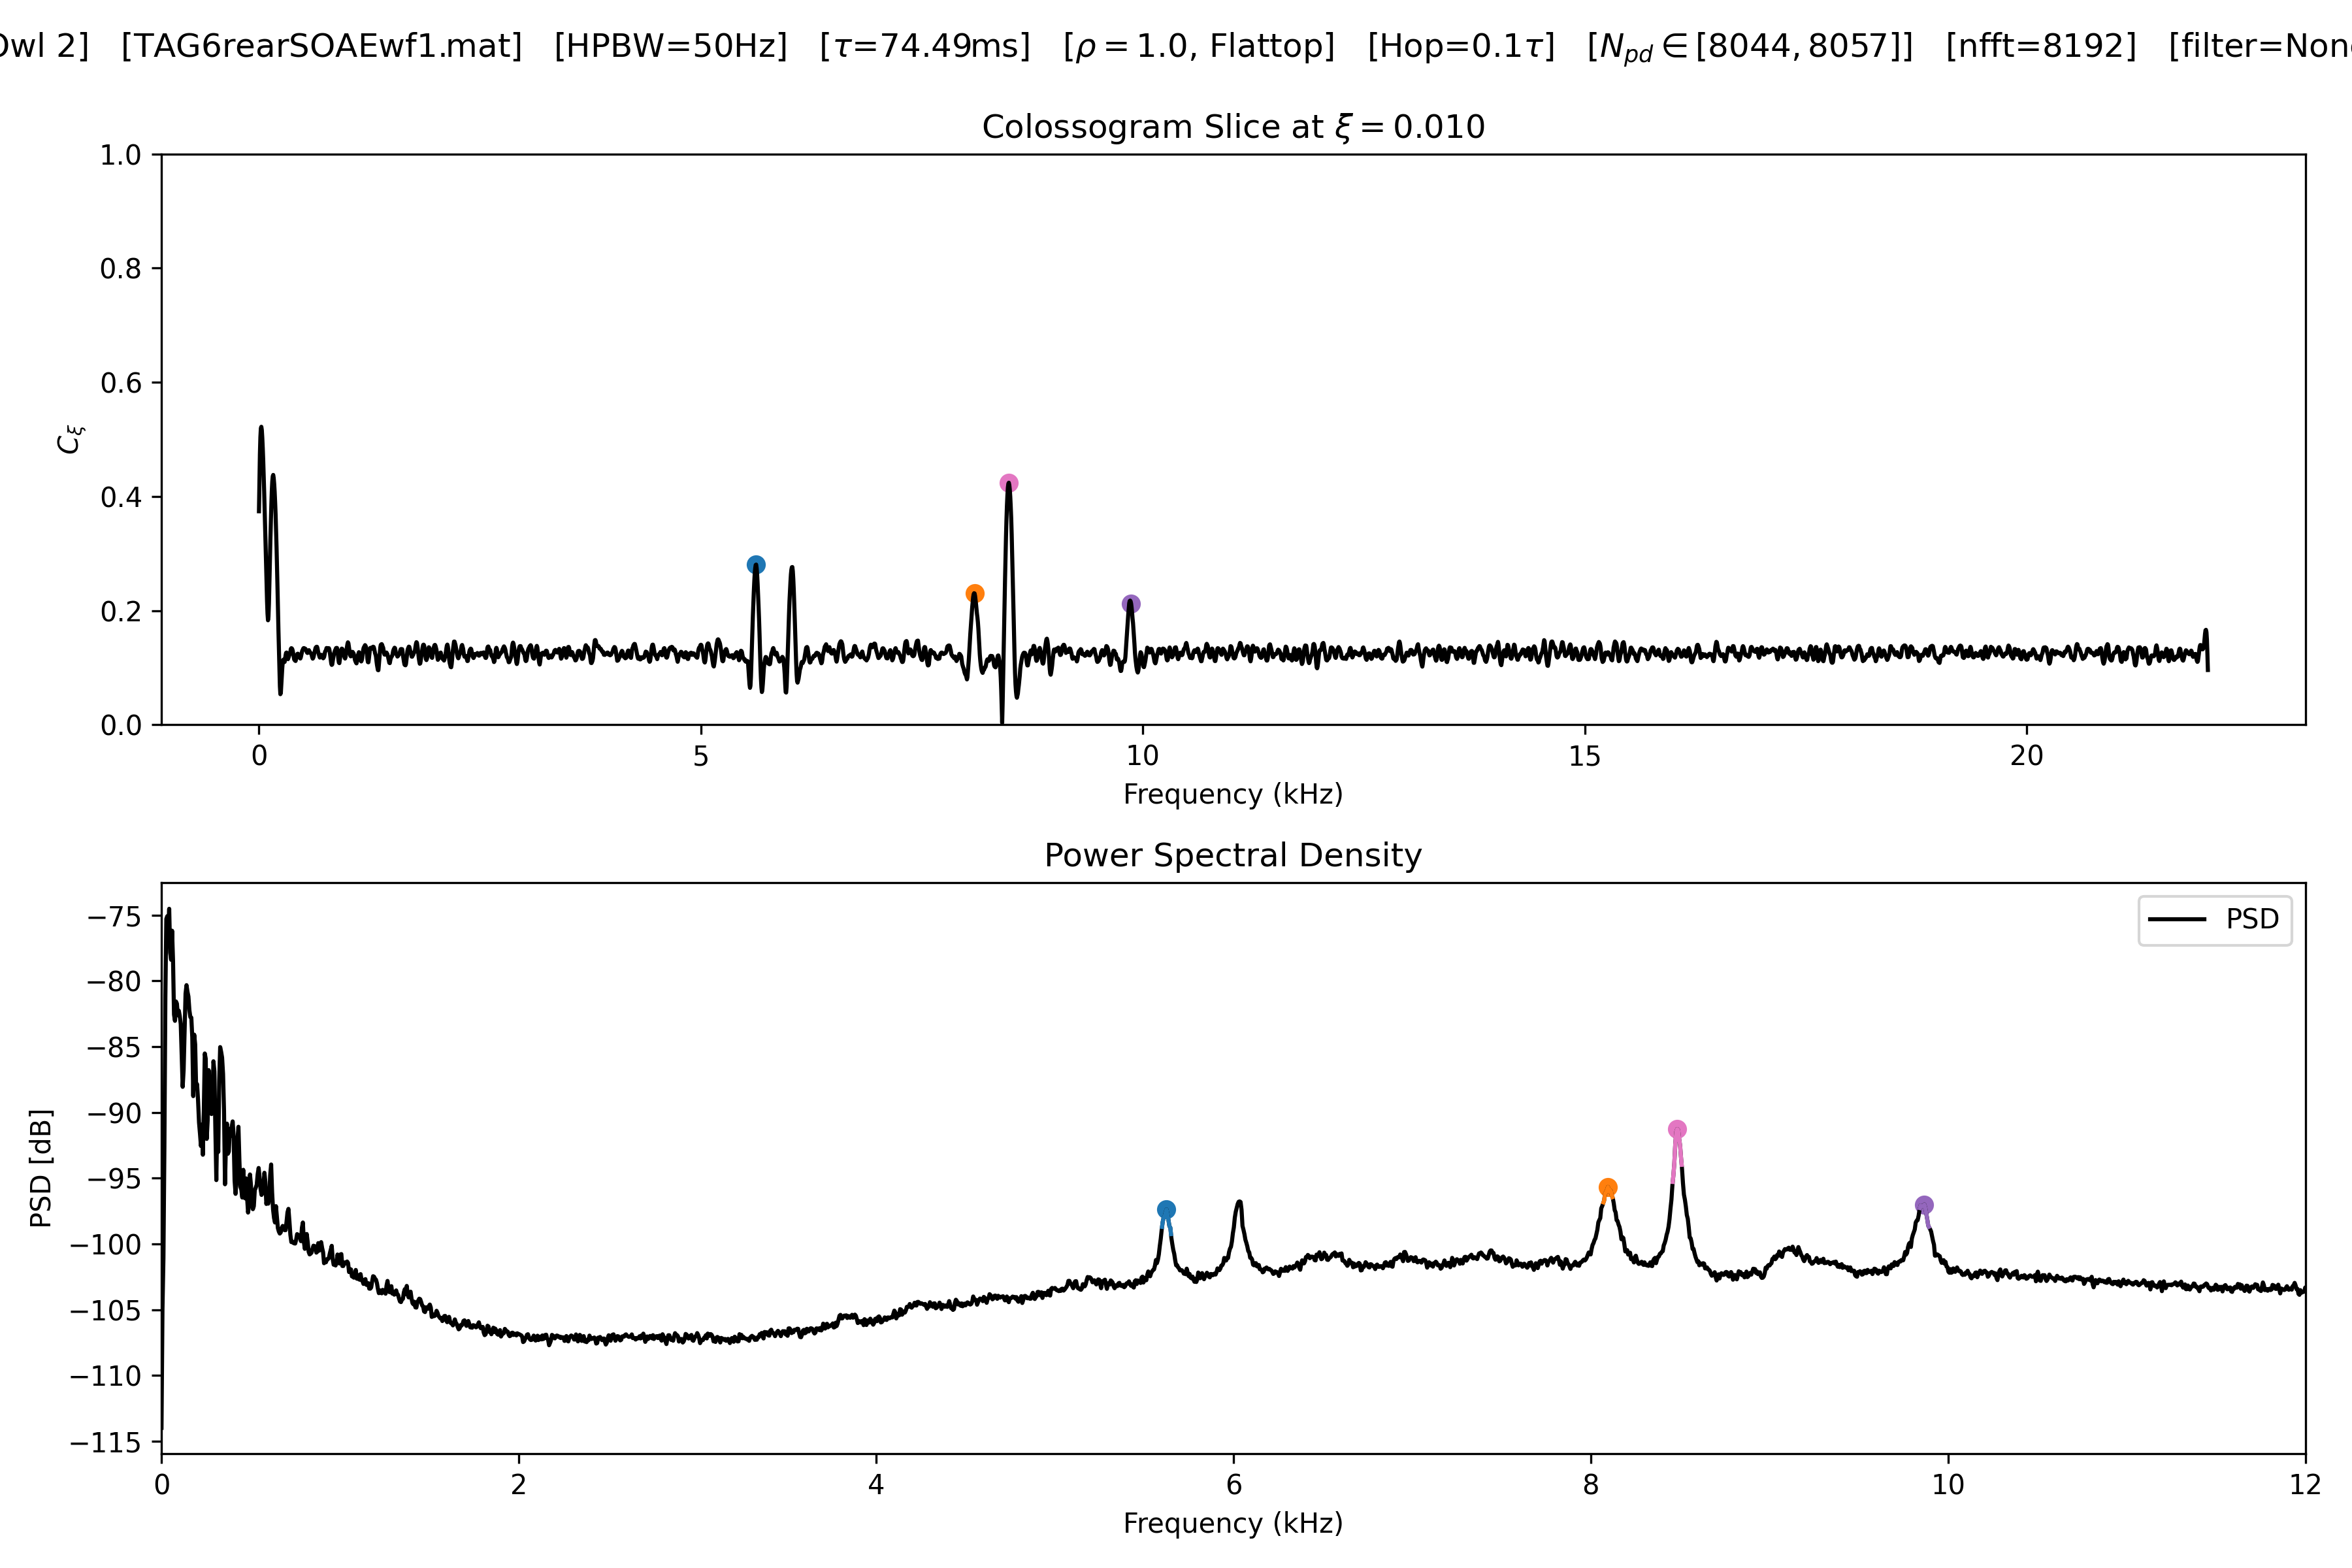 2] [TAG6rearSOAEwf1.mat] [HPBW=50Hz] [τ=74.49ms] [ρ = 1.0, Flattop] [Hop=0.1τ] [N_pd ∈ [8044, 8057]] [nfft=8192]
Colossogram Slice at ξ = 0.010
1.0
0.8
0.6
0.4
0.2
0.0
C_ξ
0 5 10 15 20
Frequency (kHz)
Power Spectral Density
PSD
−75
−80
−85
−90
−95
−100
−105
−110
−115
PSD [dB]
0 2 4 6 8 10 12
Frequency (kHz)